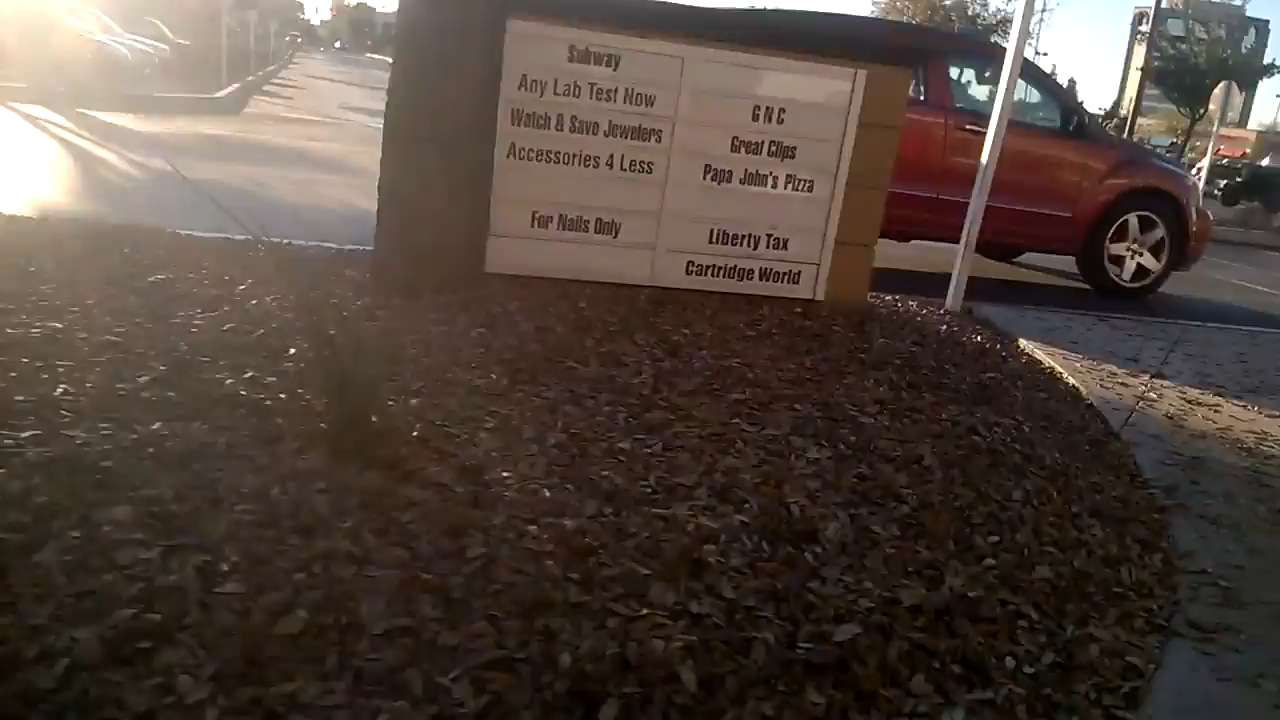 Subway
Any Lab Test Now
Watch & Save Jewelers
Accessories 4 Less
For Nails Only
GNC
Great Clips
Papa John's Pizza
Liberty Tax
Cartridge World